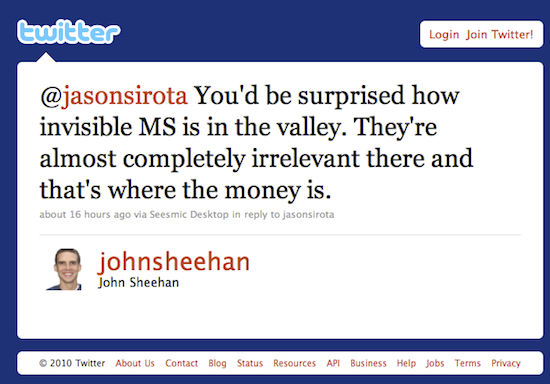 twitter
Login Join Twitter!
@jasonsirota You'd be surprised how
invisible MS is in the valley. They're
almost completely irrelevant there and
that's where the money is.
about 16 hours ago via Seesmic Desktop in reply to jasonsirota
johnsheehan
John Sheehan
© 2010 Twitter About Us Contact Blog Status Resources API Business Help Jobs Terms Privacy